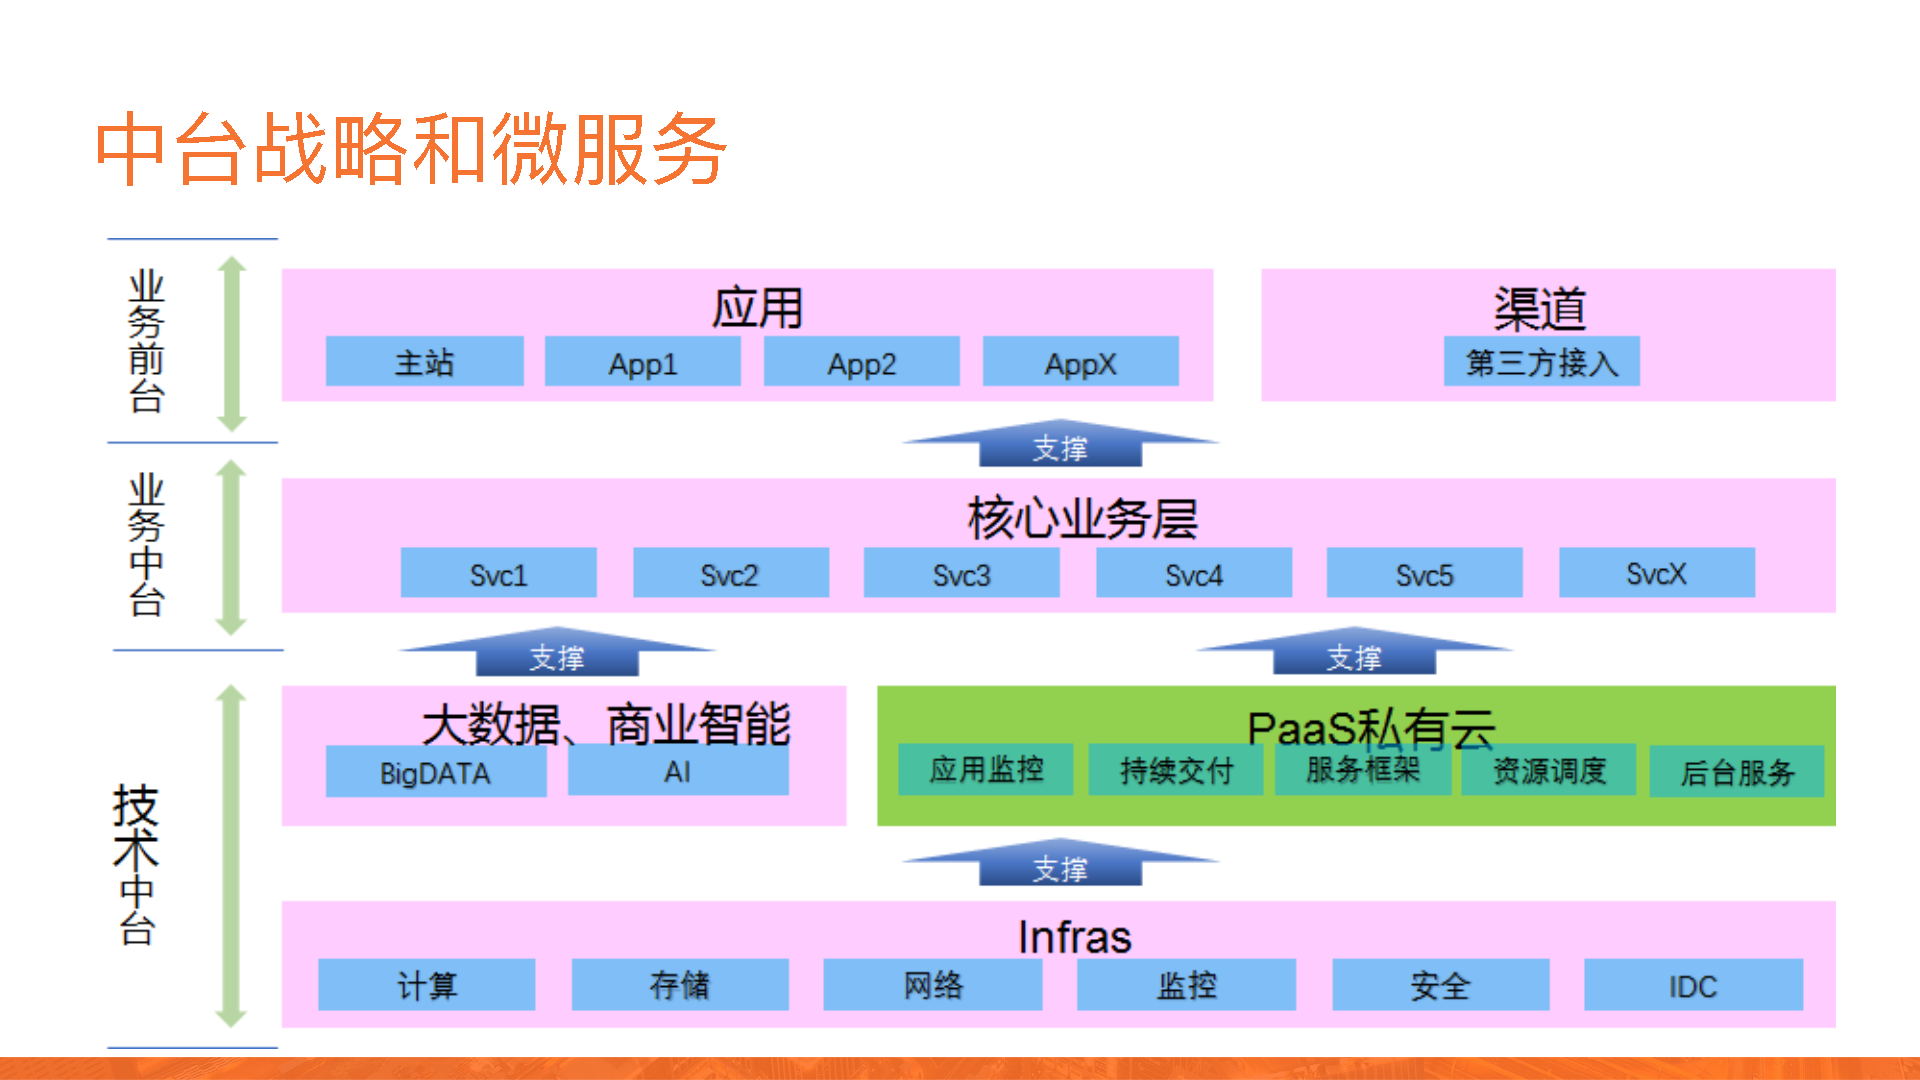 中台战略和微服务
业务前台
应用
主站
App1
App2
AppX
渠道
第三方接入
支撑
业务中台
核心业务层
Svc1
Svc2
Svc3
Svc4
Svc5
SvcX
支撑
支撑
技术中台
大数据、商业智能
BigDATA
AI
PaaS私有云
应用监控
持续交付
服务框架
资源调度
后台服务
支撑
Infras
计算
存储
网络
监控
安全
IDC